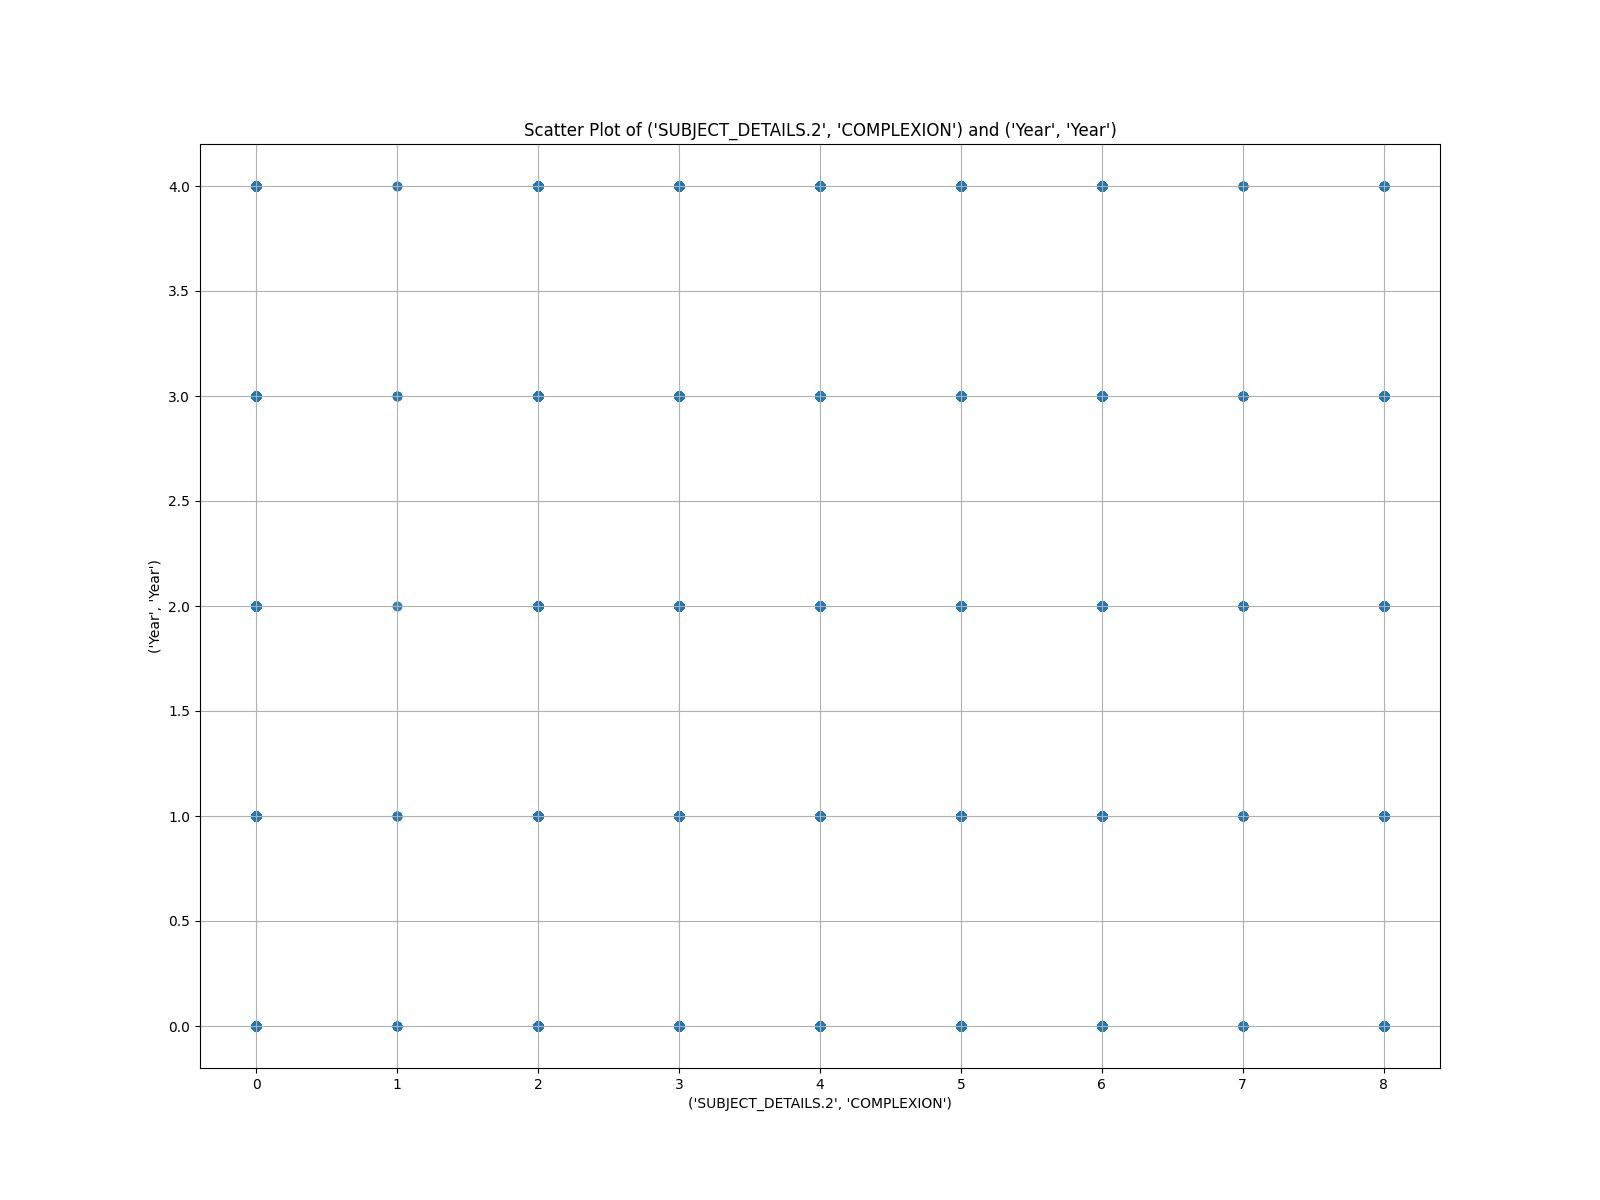 Scatter Plot of ('SUBJECT_DETAILS.2', 'COMPLEXION') and ('Year', 'Year')
4.0
3.5
3.0
2.5
('Year', 'Year')
2.0
1.5
1.0
0.5
0.0
0 1 2 3 4 5 6 7 8
('SUBJECT_DETAILS.2', 'COMPLEXION')